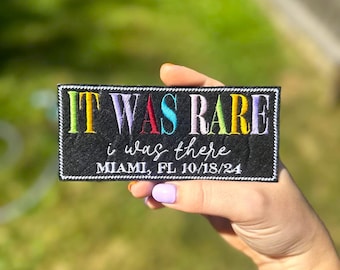 IT WAS RARE
i was there
MIAMI, FL 10/18/24